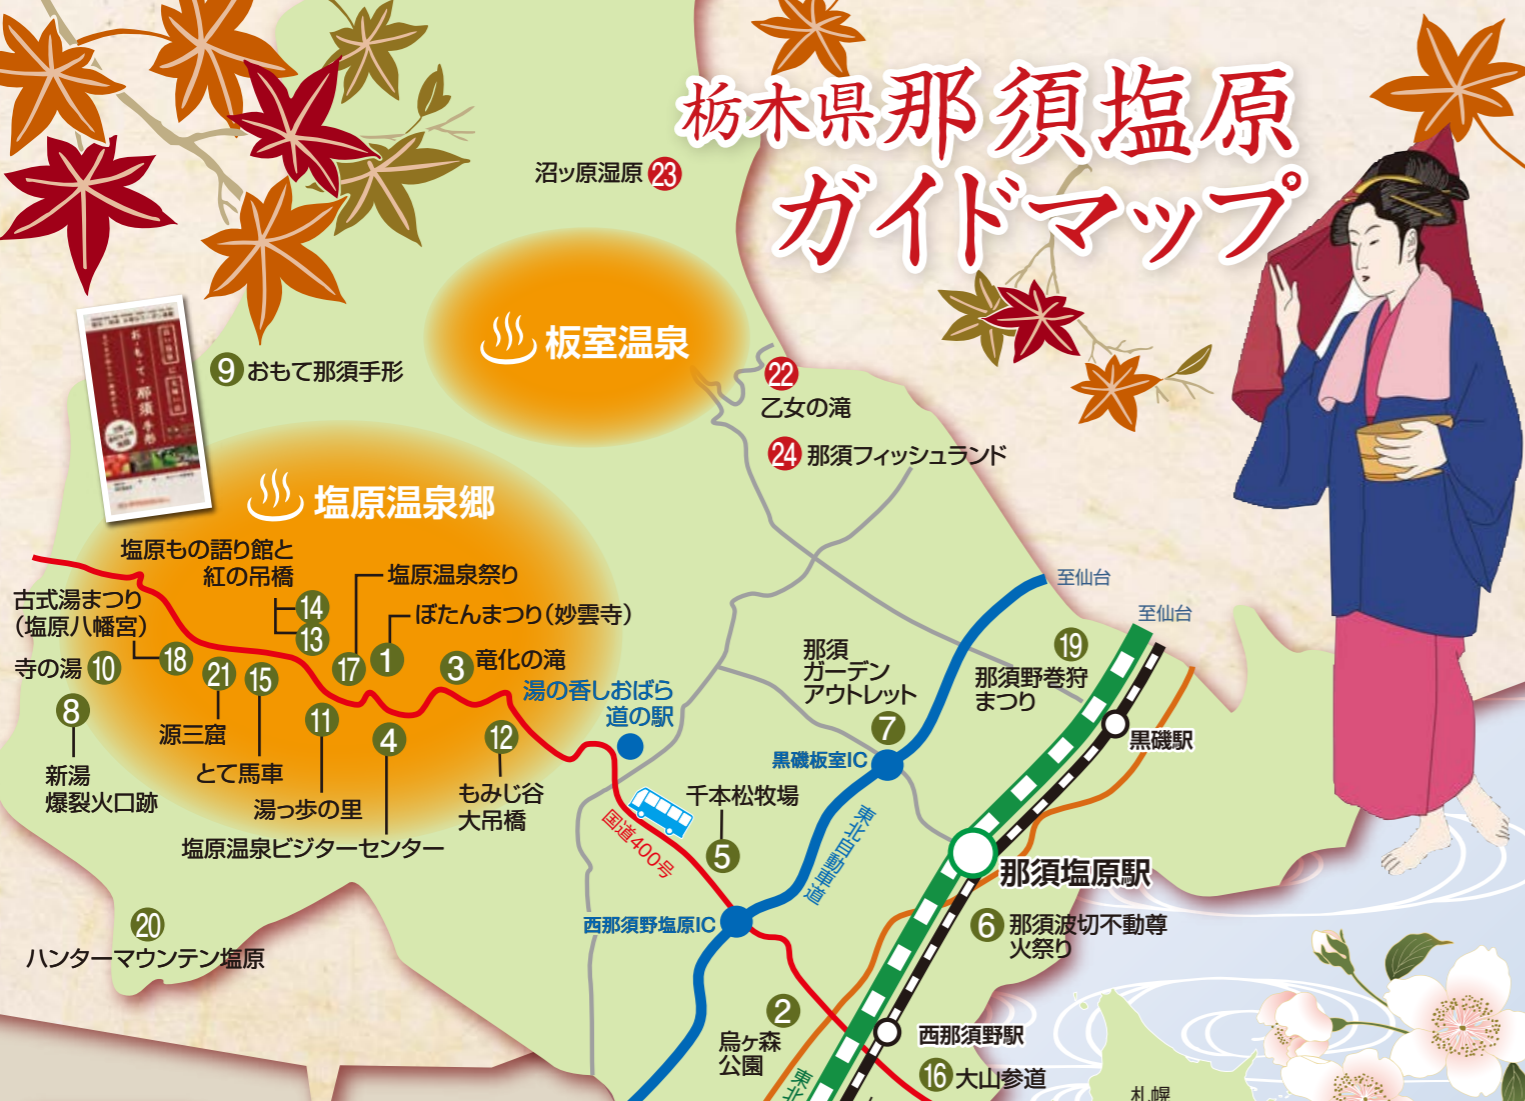 栃木県那須塩原
ガイドマップ
沼ッ原湿原 23
板室温泉
9 おもて那須手形
おもて那須手形
22
乙女の滝
24 那須フィッシュランド
塩原温泉郷
塩原もの語り館と
紅の吊橋
14
13
塩原温泉祭り
17
ぼたんまつり(妙雲寺)
1
古式湯まつり
(塩原八幡宮)
18
寺の湯 10
3 竜化の滝
21
源三窟
15
とて馬車
11
湯っ歩の里
4
塩原温泉ビジターセンター
8
新湯
爆裂火口跡
12
もみじ谷
大吊橋
湯の香しおばら
道の駅
至仙台
至仙台
19
那須野巻狩
まつり
那須
ガーデン
アウトレット
7
黒磯板室IC
黒磯駅
千本松牧場
5
国道400号
東北自動車道
那須塩原駅
西那須野塩原IC
6 那須波切不動尊
火祭り
20
ハンターマウンテン塩原
2
烏ヶ森
公園
西那須野駅
16 大山参道
東北
札幌